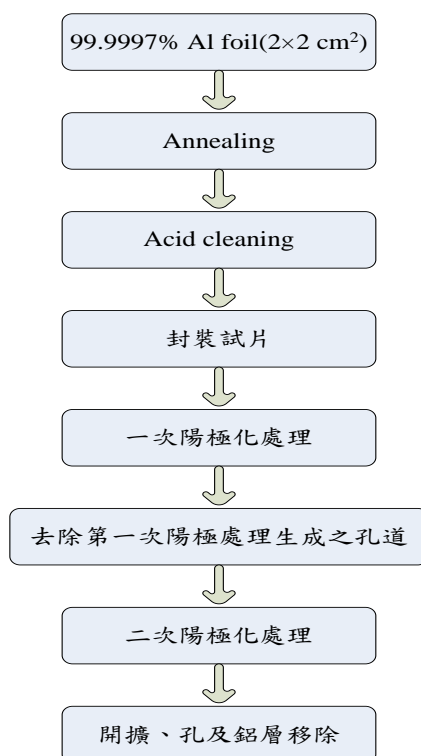 99.9997% Al foil(2×2 cm²)
Annealing
Acid cleaning
封裝試片
一次陽極化處理
去除第一次陽極處理生成之孔道
二次陽極化處理
開擴、孔及鋁層移除